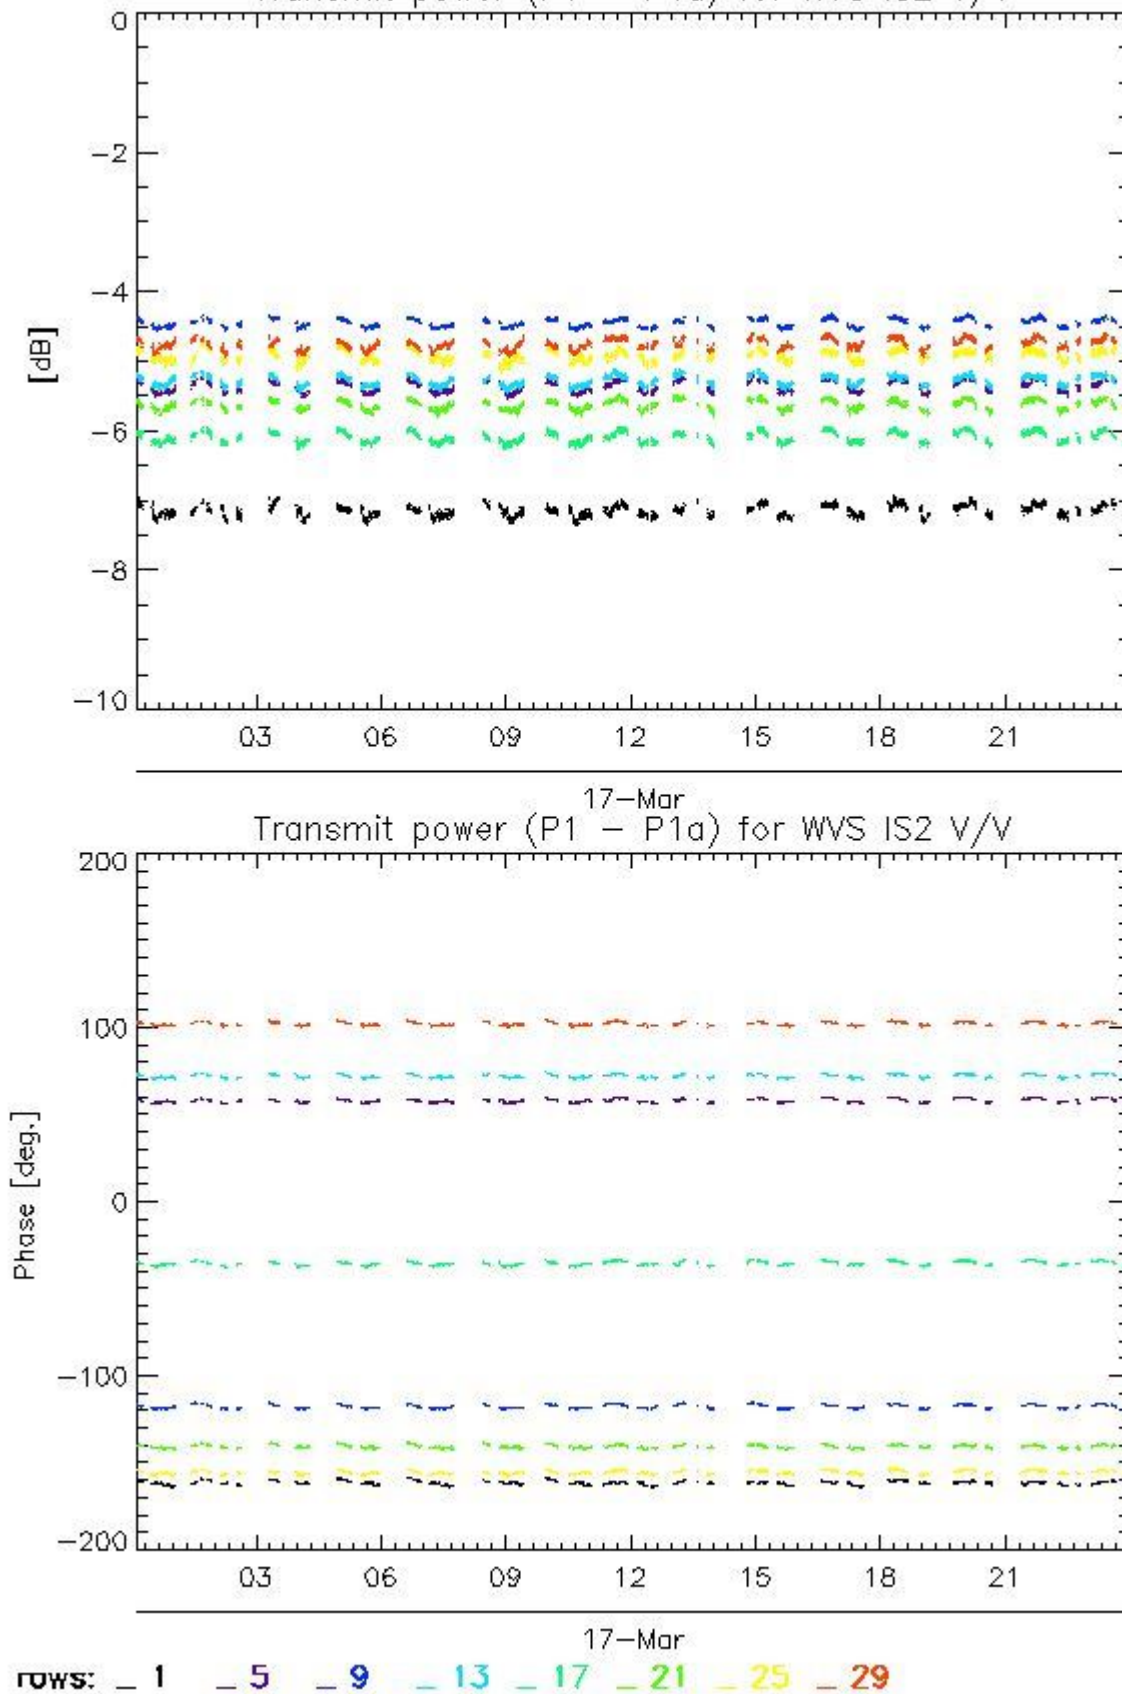 0
−2
−4
[dB]
−6
−8
−10
03 06 09 12 15 18 21
17-Mar
Transmit power (P1 − P1a) for WVS IS2 V/V
200
100
Phase [deg.]
0
−100
−200
03 06 09 12 15 18 21
17-Mar
rows: _ 1 _ 5 _ 9 _ 13 _ 17 _ 21 _ 25 _ 29